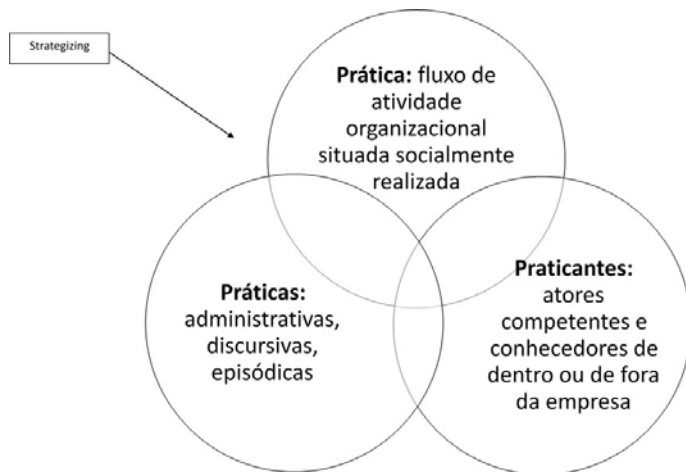 Strategizing
Prática: fluxo de
atividade
organizacional
situada socialmente
realizada
Práticas:
administrativas,
discursivas,
episódicas
Praticantes:
atores
competentes e
conhecedores de
dentro ou de fora
da empresa